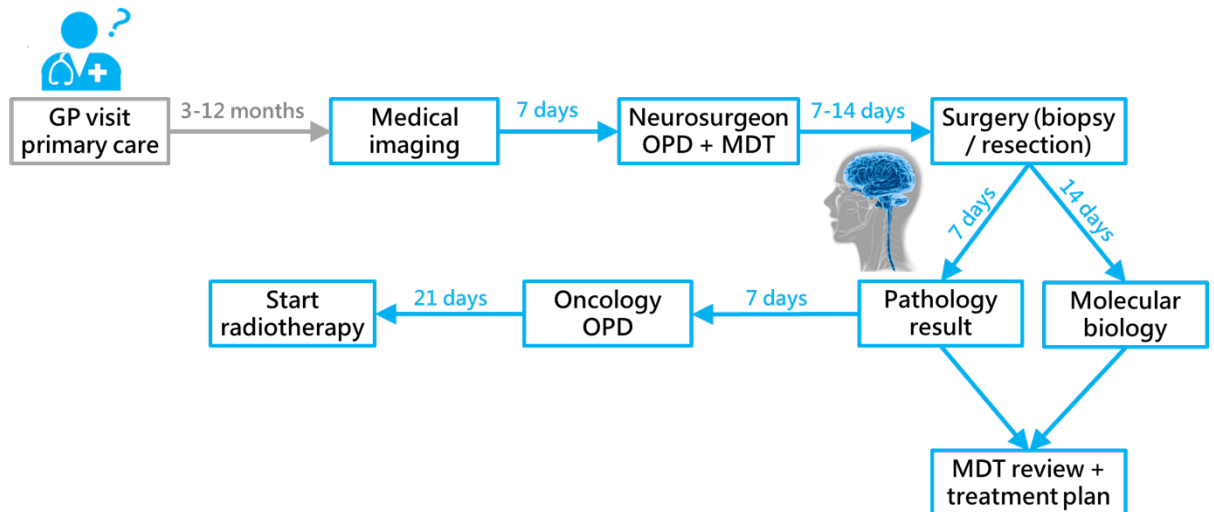 ?
GP visit
primary care
3-12 months
Medical
imaging
7 days
Neurosurgeon
OPD + MDT
7-14 days
Surgery (biopsy
/ resection)
7 days
14 days
Start
radiotherapy
21 days
Oncology
OPD
7 days
Pathology
result
Molecular
biology
MDT review +
treatment plan